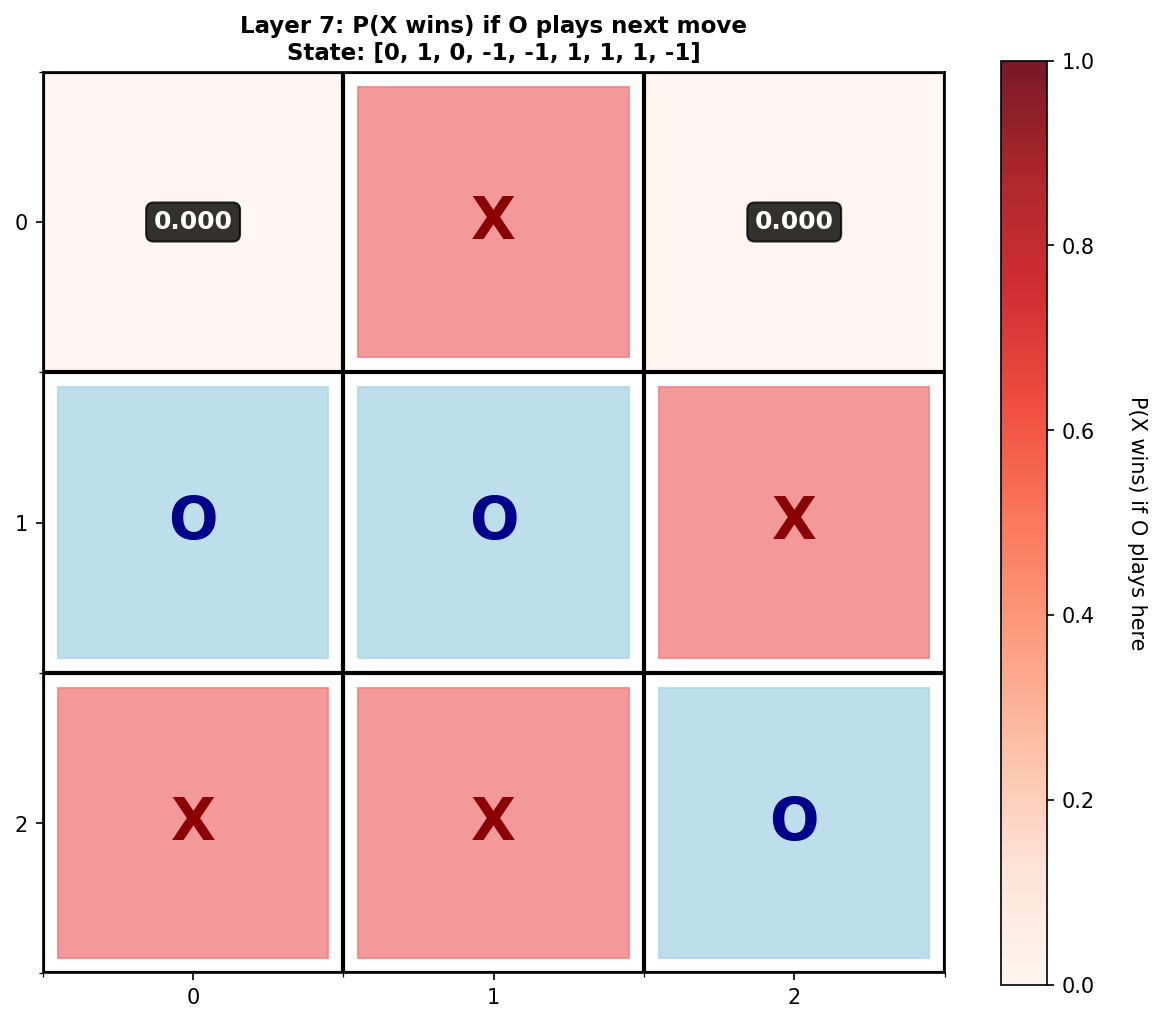 Layer 7: P(X wins) if O plays next move
State: [0, 1, 0, -1, -1, 1, 1, 1, -1]
0 0.000 X 0.000
1 O O X
2 X X O
0 1 2
1.0
0.8
0.6
0.4
0.2
0.0
P(X wins) if O plays here